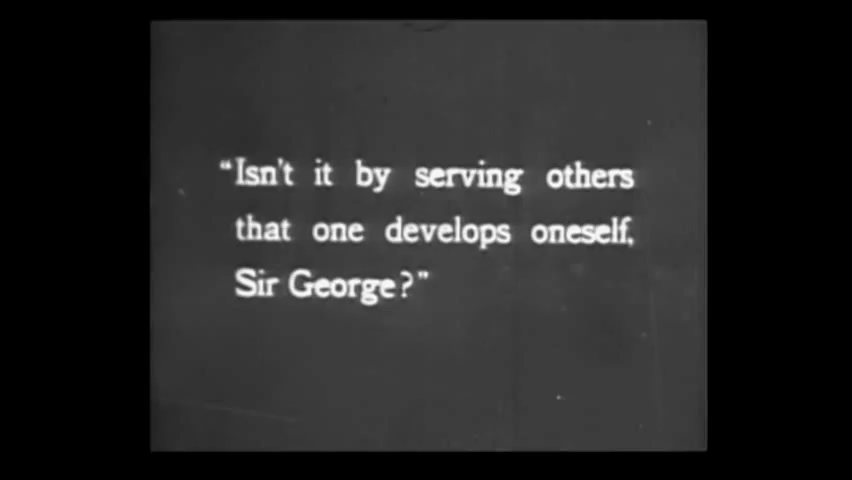 “Isn't it by serving others
that one develops oneself,
Sir George?”